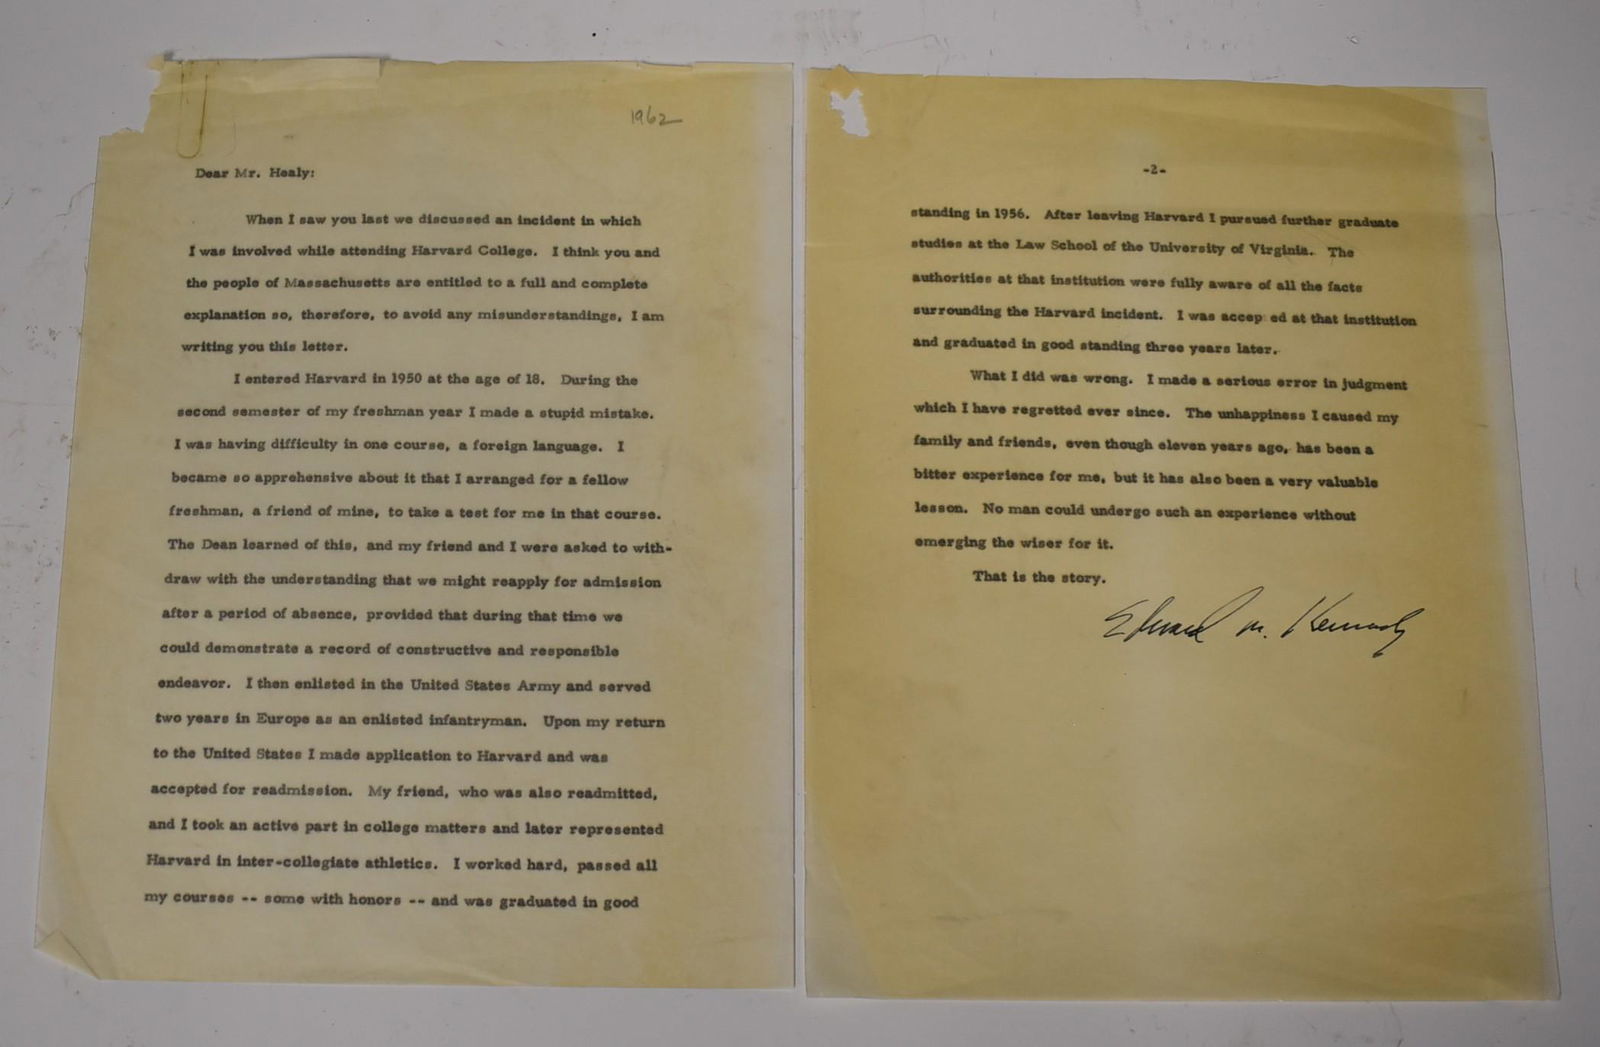 1962
Dear Mr. Healy:
When I saw you last we discussed an incident in which
I was involved while attending Harvard College. I think you and
the people of Massachusetts are entitled to a full and complete
explanation so, therefore, to avoid any misunderstandings, I am
writing you this letter.
I entered Harvard in 1950 at the age of 18. During the
second semester of my freshman year I made a stupid mistake.
I was having difficulty in one course, a foreign language. I
became so apprehensive about it that I arranged for a fellow
freshman, a friend of mine, to take a test for me in that course.
The Dean learned of this, and my friend and I were asked to with-
draw with the understanding that we might reapply for admission
after a period of absence, provided that during that time we
could demonstrate a record of constructive and responsible
endeavor. I then enlisted in the United States Army and served
two years in Europe as an enlisted infantryman. Upon my return
to the United States I made application to Harvard and was
accepted for readmission. My friend, who was also readmitted,
and I took an active part in college matters and later represented
Harvard in inter-collegiate athletics. I worked hard, passed all
my courses -- some with honors -- and was graduated in good
-2-
standing in 1956. After leaving Harvard I pursued further graduate
studies at the Law School of the University of Virginia. The
authorities at that institution were fully aware of all the facts
surrounding the Harvard incident. I was accep ed at that institution
and graduated in good standing three years later.
What I did was wrong. I made a serious error in judgment
which I have regretted ever since. The unhappiness I caused my
family and friends, even though eleven years ago, has been a
bitter experience for me, but it has also been a very valuable
lesson. No man could undergo such an experience without
emerging the wiser for it.
That is the story.
Edward M. Kennedy